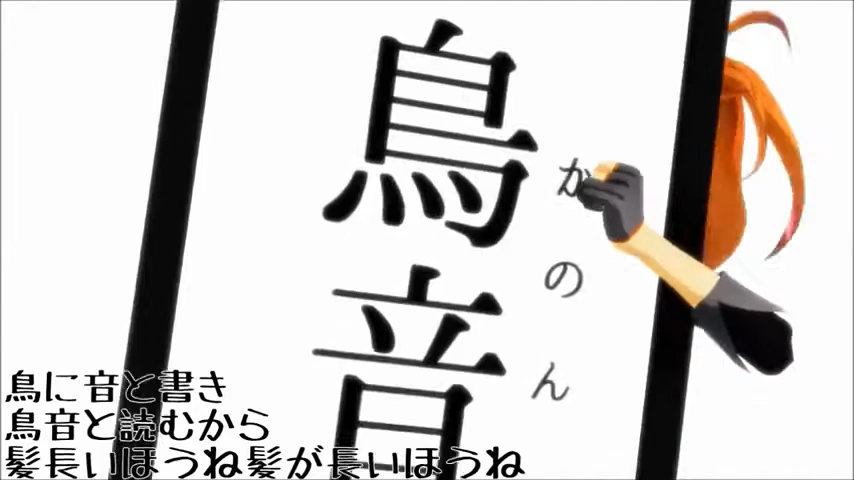 鳥音
かのん
鳥に音と書き
鳥音と読むから
髪長いほうね髪が長いほうね